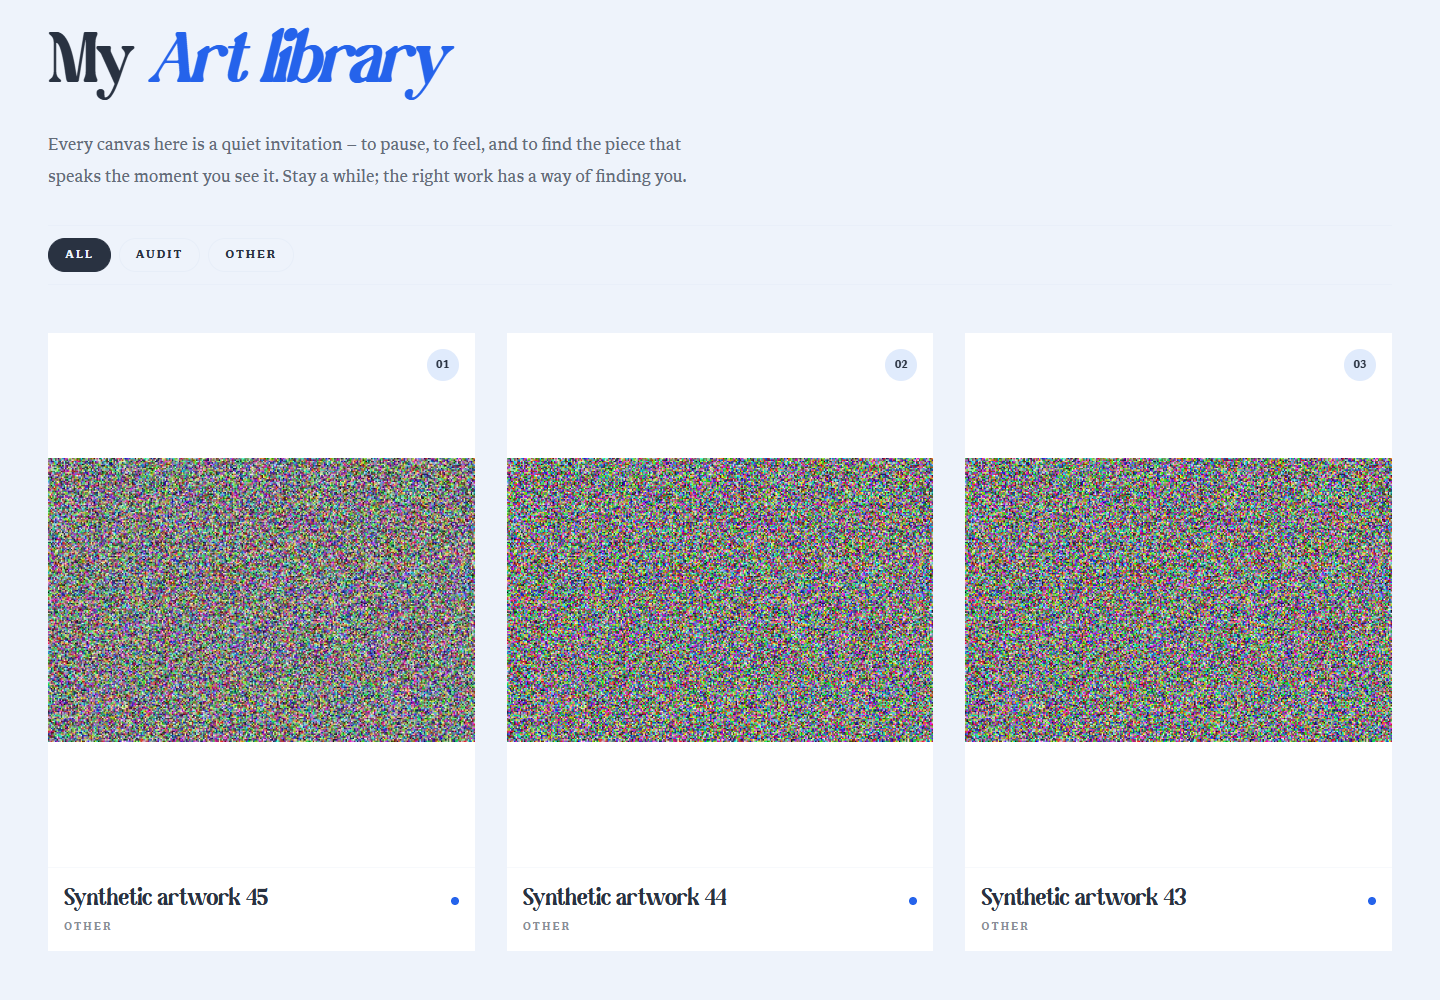 My Art library
Every canvas here is a quiet invitation – to pause, to feel, and to find the piece that
speaks the moment you see it. Stay a while; the right work has a way of finding you.
ALL AUDIT OTHER
01 02 03
Synthetic artwork 45 Synthetic artwork 44 Synthetic artwork 43
OTHER OTHER OTHER